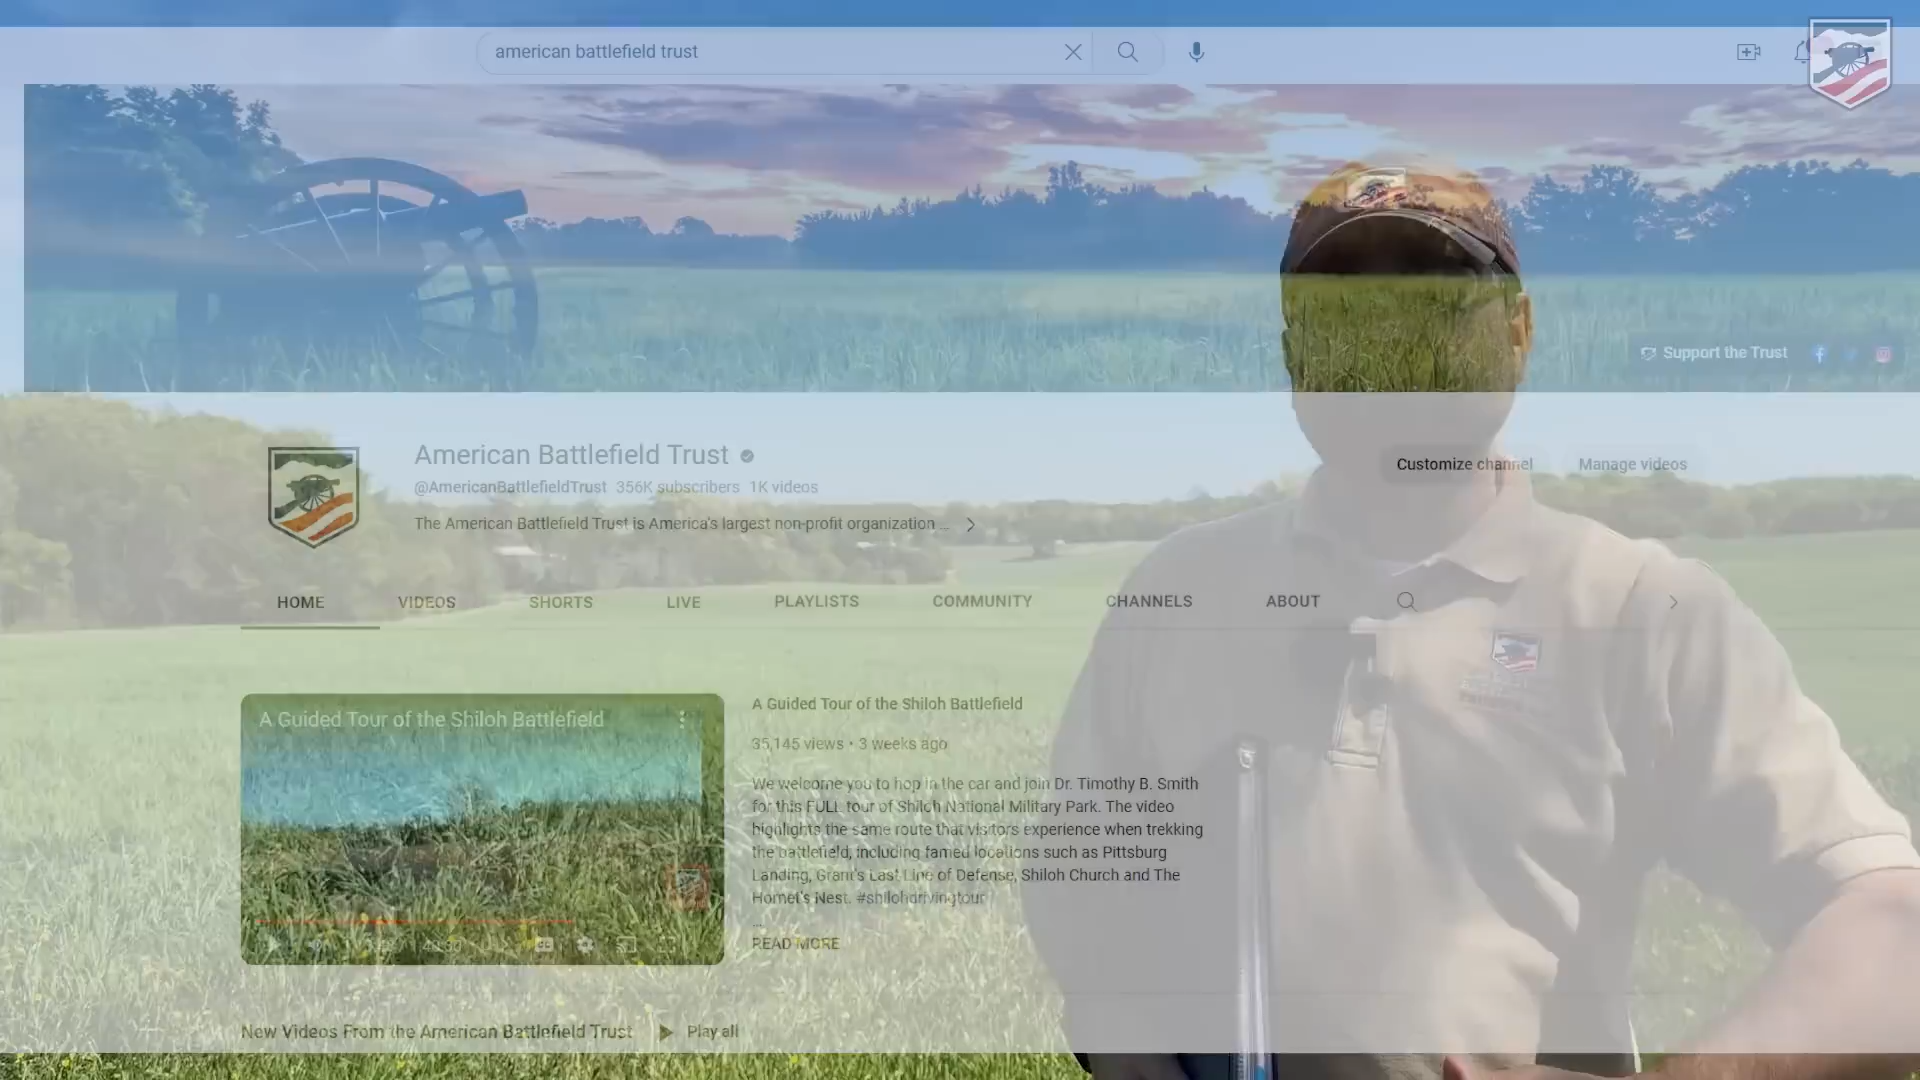 american battlefield trust
Support the Trust
American Battlefield Trust
@AmericanBattlefieldTrust 356K subscribers 1K videos
The American Battlefield Trust is America's largest non-profit organization ...
Customize channel
Manage videos
HOME VIDEOS SHORTS LIVE PLAYLISTS COMMUNITY CHANNELS ABOUT
A Guided Tour of the Shiloh Battlefield
A Guided Tour of the Shiloh Battlefield
35,145 views • 3 weeks ago
We welcome you to hop in the car and join Dr. Timothy B. Smith
for this FULL tour of Shiloh National Military Park. The video
highlights the same route that visitors experience when trekking
the battlefield, including famed locations such as Pittsburg
Landing, Grant's Last Line of Defense, Shiloh Church and The
Hornet's Nest. #shilohdrivingtour
...
READ MORE
New Videos From the American Battlefield Trust
Play all